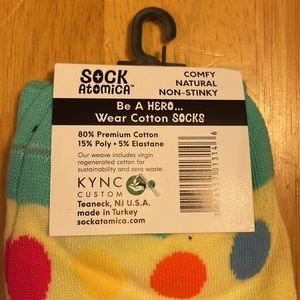 SOCK
AtomicA™
COMFY
NATURAL
NON-STINKY
Be A HERO...
Wear Cotton SOCKS
80% Premium Cotton
15% Poly • 5% Elastane
Our weave includes virgin
regenerated cotton for
sustainability and zero waste.
KYNC
CUSTOM
Teaneck, NJ U.S.A.
made in Turkey
sockatomica.com